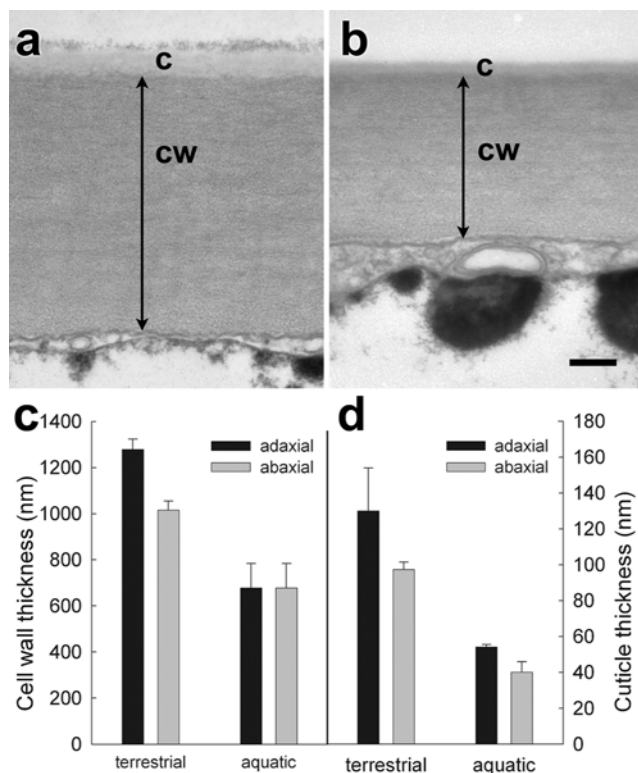 a
c
cw
b
c
cw
c
Cell wall thickness (nm)
1400
1200
1000
800
600
400
200
0
adaxial
abaxial
terrestrial
aquatic
d
adaxial
abaxial
terrestrial
aquatic
180
160
140
120
100
80
60
40
20
0
Cuticle thickness (nm)